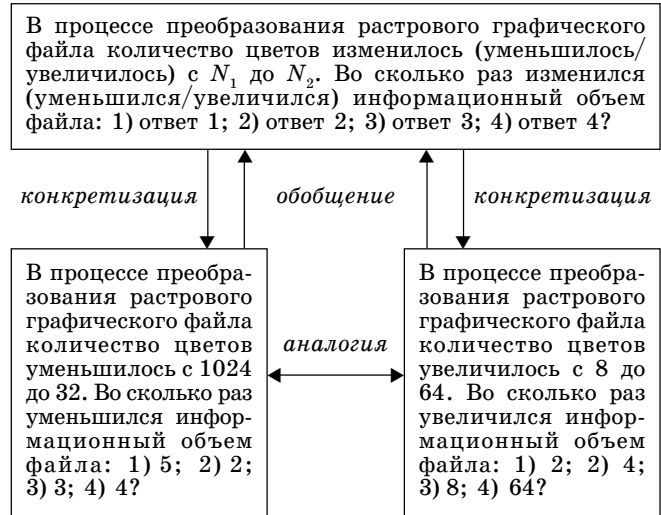 В процессе преобразования растрового графического
файла количество цветов изменилось (уменьшилось/
увеличилось) с N₁ до N₂. Во сколько раз изменился
(уменьшился/увеличился) информационный объем
файла: 1) ответ 1; 2) ответ 2; 3) ответ 3; 4) ответ 4?
конкретизация
обобщение
конкретизация
В процессе преобра-
зования растрового
графического файла
количество цветов
уменьшилось с 1024
до 32. Во сколько раз
уменьшился инфор-
мационный объем
файла: 1) 5; 2) 2;
3) 3; 4) 4?
аналогия
В процессе преобра-
зования растрового
графического файла
количество цветов
увеличилось с 8 до
64. Во сколько раз
увеличился инфор-
мационный объем
файла: 1) 2; 2) 4;
3) 8; 4) 64?